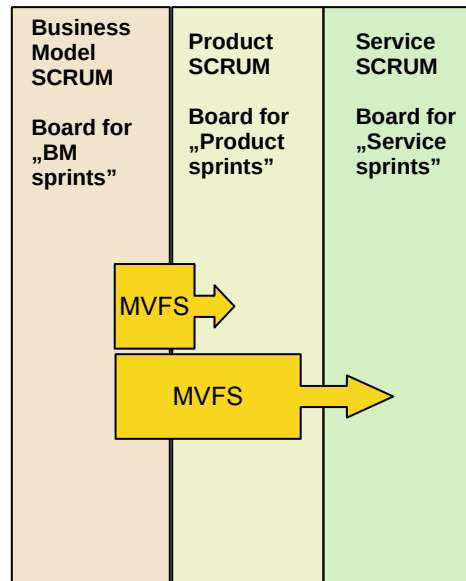 Business
Model
SCRUM
Board for
„BM
sprints”
Product
SCRUM
Board for
„Product
sprints”
Service
SCRUM
Board for
„Service
sprints”
MVFS
MVFS